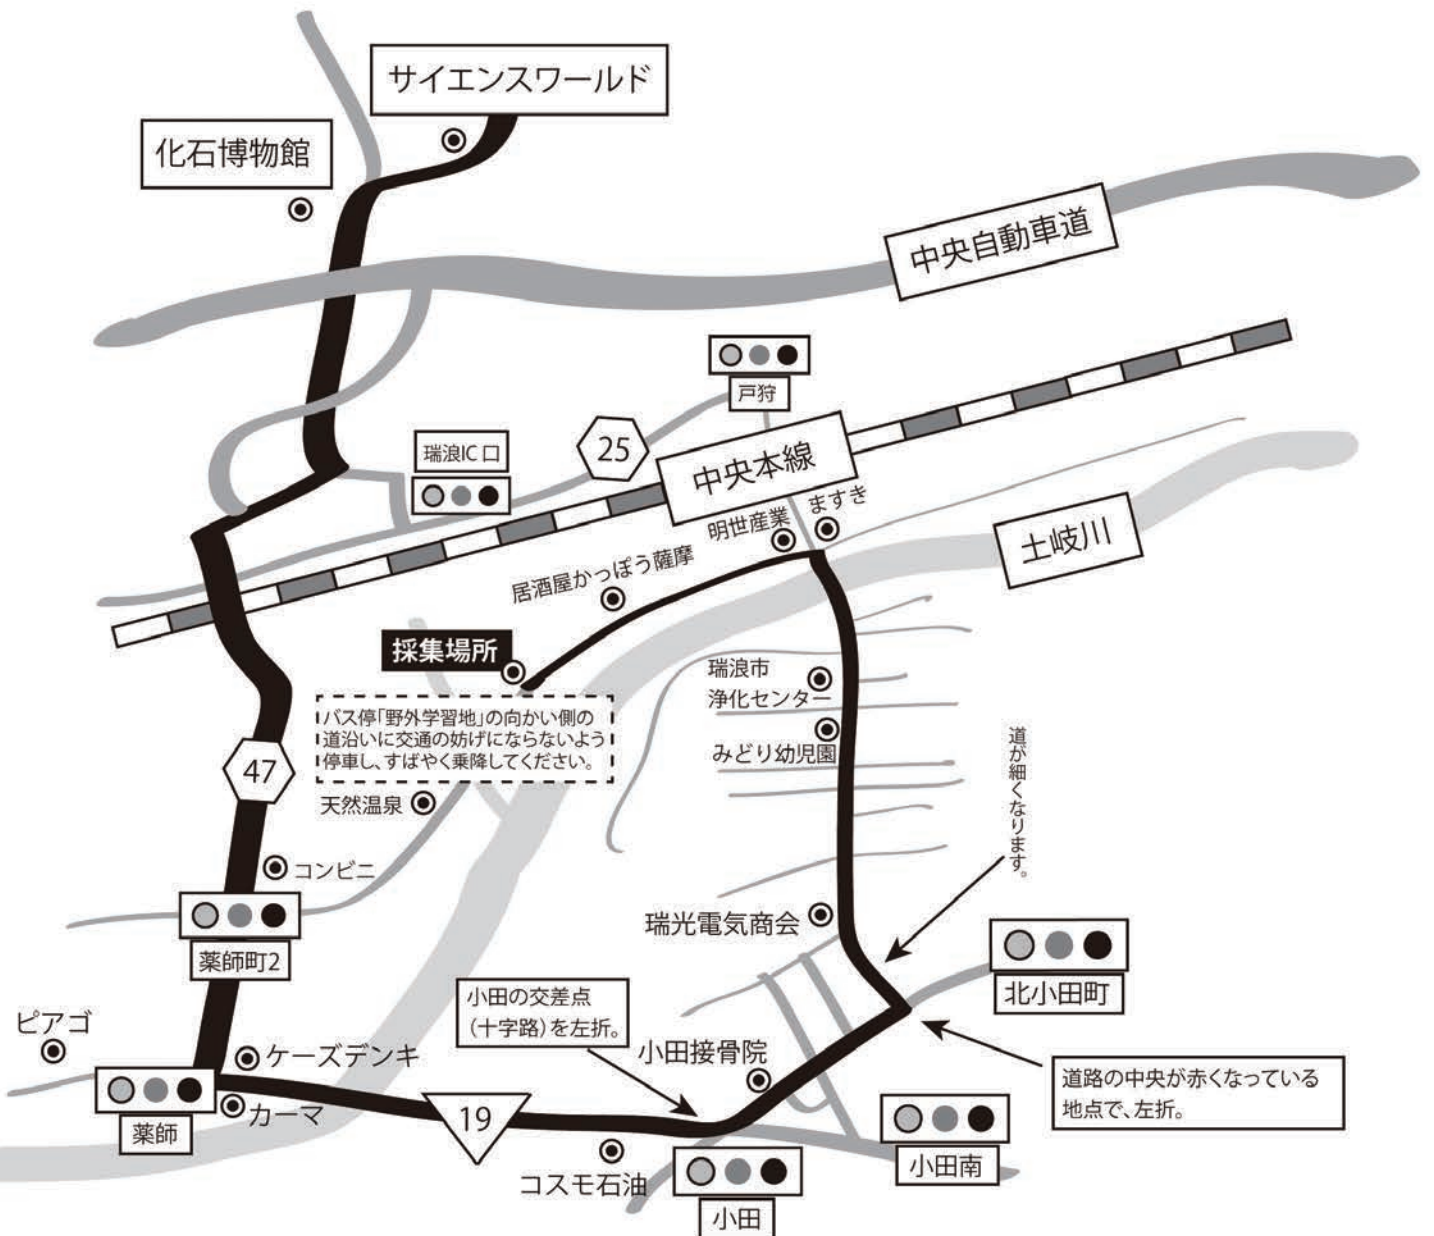 サイエンスワールド
化石博物館
中央自動車道
戸狩
瑞浪IC 口
25
中央本線
ますき
明世産業
土岐川
居酒屋かっぽう薩摩
採集場所
バス停「野外学習地」の向かい側の
道沿いに交通の妨げにならないよう
停車し、すばやく乗降してください。
瑞浪市
浄化センター
みどり幼児園
道が細くなります。
47
天然温泉
コンビニ
薬師町2
瑞光電気商会
北小田町
小田の交差点
（十字路）を左折。
ピアゴ
ケーズデンキ
小田接骨院
道路の中央が赤くなっている
地点で、左折。
カーマ
薬師
19
コスモ石油
小田南
小田